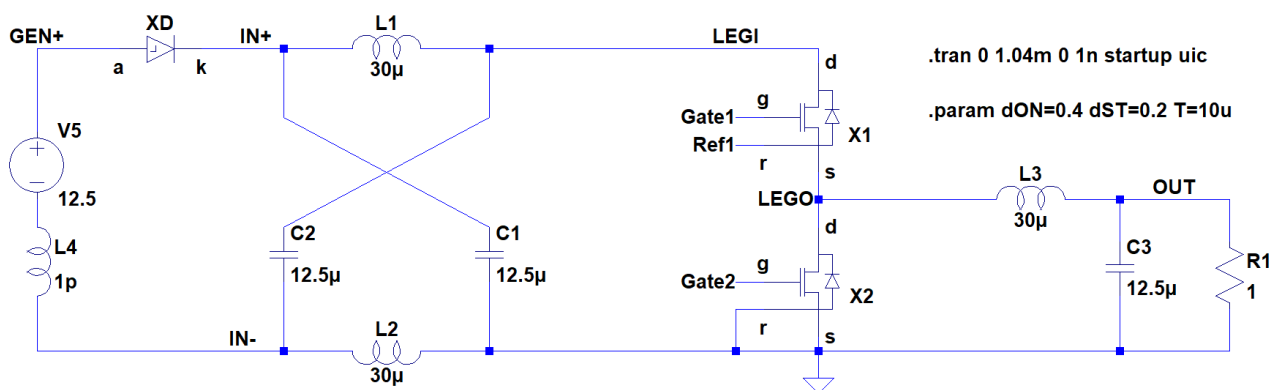 GEN+
XD
a
k
IN+
L1
30µ
LEGI
d
.tran 0 1.04m 0 1n startup uic
g
Gate1
X1
.param dON=0.4 dST=0.2 T=10u
Ref1
r
s
V5
12.5
L3
30µ
OUT
LEGO
d
C2
12.5µ
C1
12.5µ
L4
1p
g
Gate2
X2
C3
12.5µ
R1
1
IN-
L2
30µ
r
s